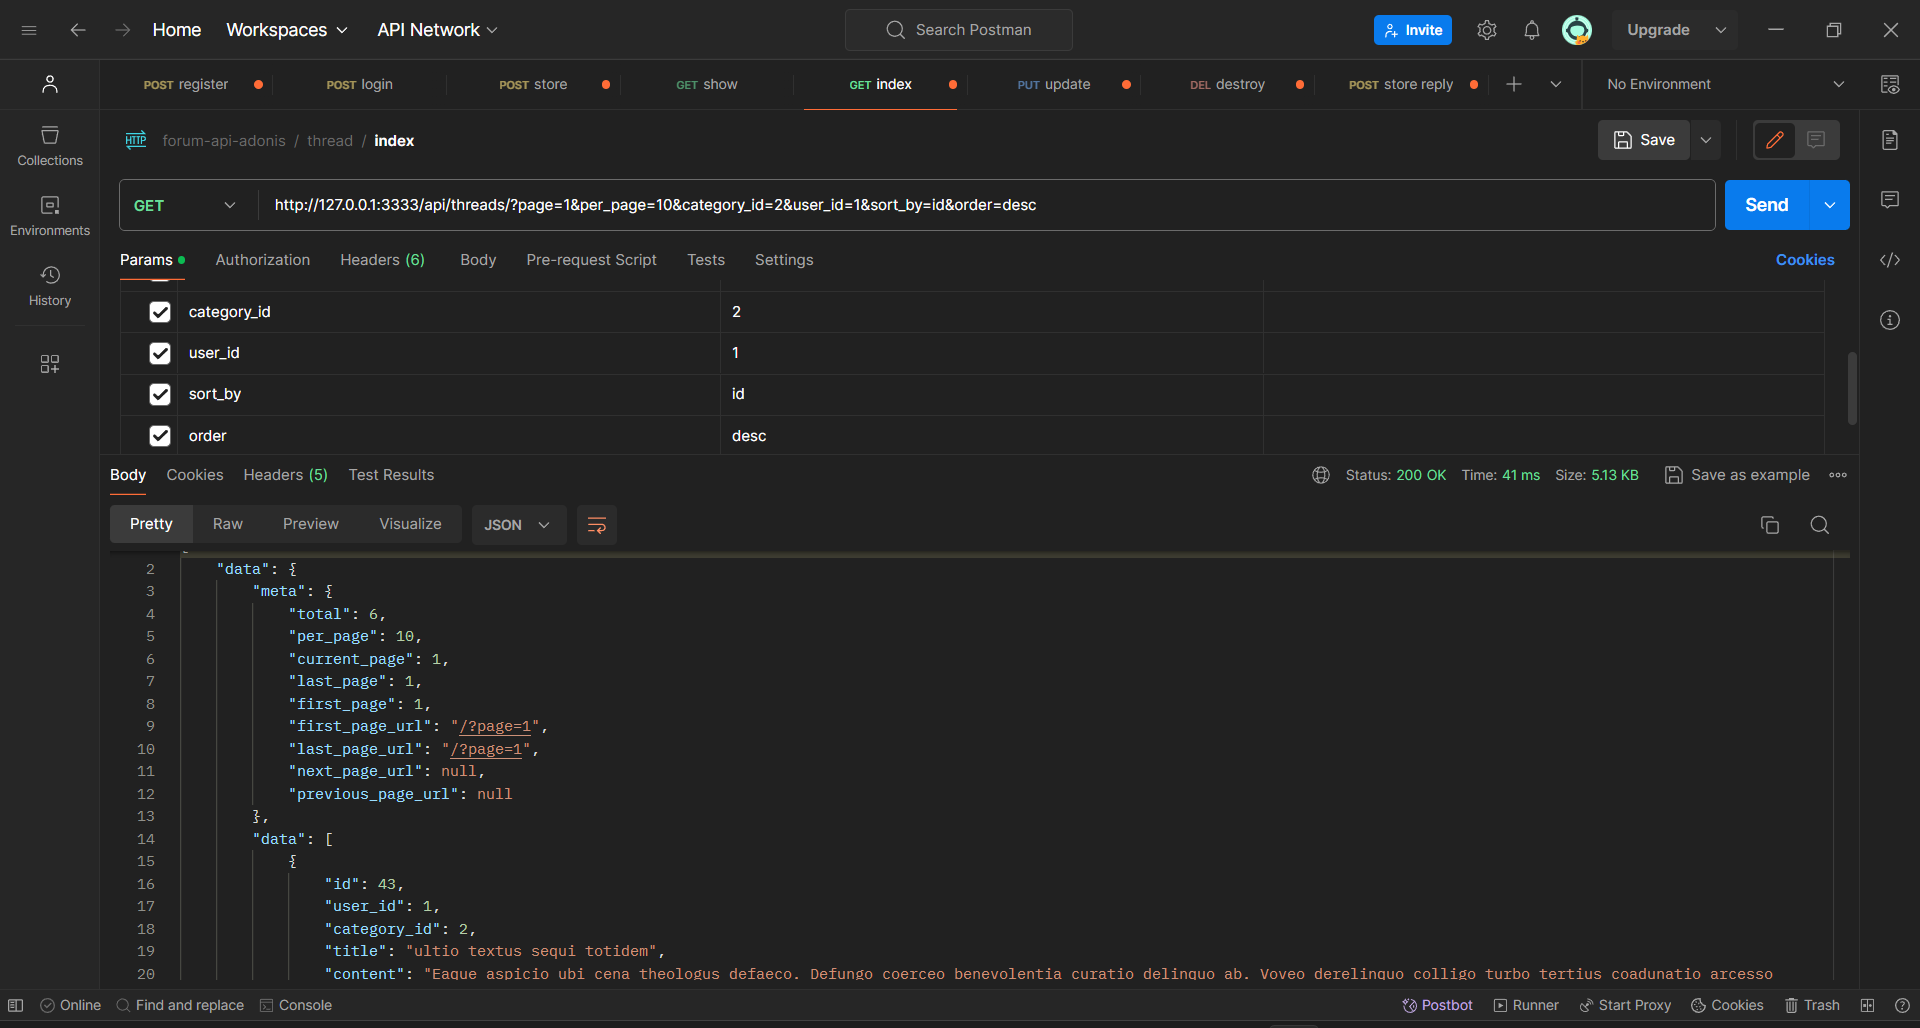 Home Workspaces API Network Search Postman Invite Upgrade
POST register POST login POST store GET show GET index PUT update DEL destroy POST store reply No Environment
HTTP forum-api-adonis / thread / index Save
Collections
Environments
History
GET http://127.0.0.1:3333/api/threads/?page=1&per_page=10&category_id=2&user_id=1&sort_by=id&order=desc Send
Params Authorization Headers (6) Body Pre-request Script Tests Settings Cookies
category_id 2
user_id 1
sort_by id
order desc
Body Cookies Headers (5) Test Results Status: 200 OK Time: 41 ms Size: 5.13 KB Save as example
Pretty Raw Preview Visualize JSON
2 "data": {
3 "meta": {
4 "total": 6,
5 "per_page": 10,
6 "current_page": 1,
7 "last_page": 1,
8 "first_page": 1,
9 "first_page_url": "/?page=1",
10 "last_page_url": "/?page=1",
11 "next_page_url": null,
12 "previous_page_url": null
13 },
14 "data": [
15 {
16 "id": 43,
17 "user_id": 1,
18 "category_id": 2,
19 "title": "ultio textus sequi totidem",
20 "content": "Eaque aspicio ubi cena theologus defaeco. Defungo coerceo benevolentia curatio delinquo ab. Voveo derelinquo colligo turbo tertius coadunatio arcesso
Online Find and replace Console Postbot Runner Start Proxy Cookies Trash